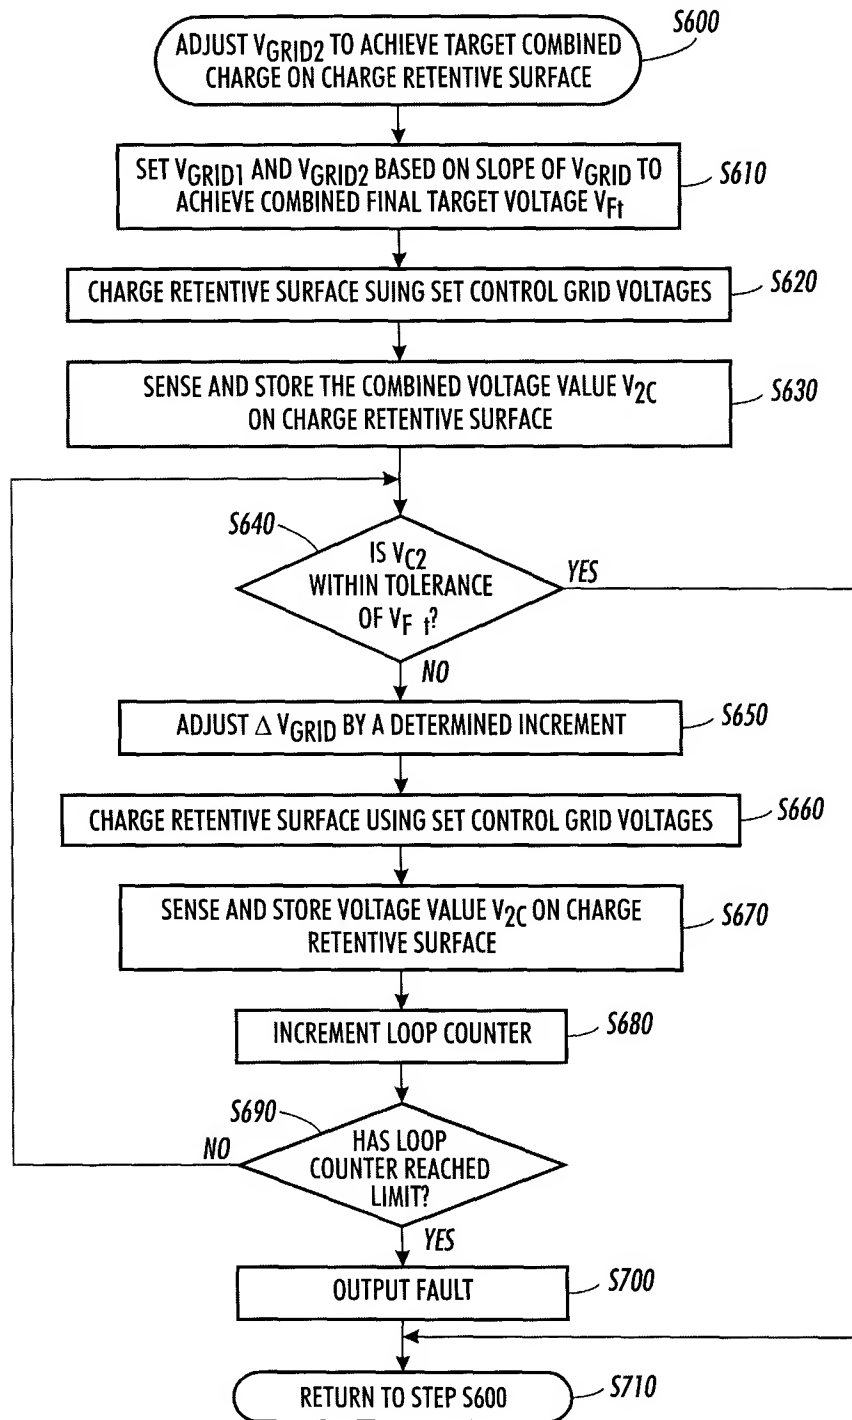 ADJUST VGRID2 TO ACHIEVE TARGET COMBINED
CHARGE ON CHARGE RETENTIVE SURFACE
S600
SET VGRID1 AND VGRID2 BASED ON SLOPE OF VGRID TO
ACHIEVE COMBINED FINAL TARGET VOLTAGE VFt
S610
CHARGE RETENTIVE SURFACE SUING SET CONTROL GRID VOLTAGES
S620
SENSE AND STORE THE COMBINED VOLTAGE VALUE V2C
ON CHARGE RETENTIVE SURFACE
S630
S640
IS VC2
WITHIN TOLERANCE
OF VF t?
YES
NO
ADJUST Δ VGRID BY A DETERMINED INCREMENT
S650
CHARGE RETENTIVE SURFACE USING SET CONTROL GRID VOLTAGES
S660
SENSE AND STORE VOLTAGE VALUE V2C ON CHARGE
RETENTIVE SURFACE
S670
INCREMENT LOOP COUNTER
S680
S690
NO
HAS LOOP
COUNTER REACHED
LIMIT?
YES
OUTPUT FAULT
S700
RETURN TO STEP S600
S710